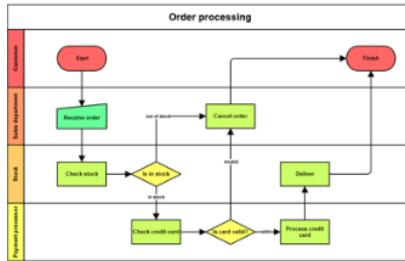 Order processing
Customer
Start
Finish
Sales department
Receive order
out of stock
Cancel order
Stock
Check stock
Is in stock
invalid
Deliver
in stock
Payment processor
Check credit card
Is card valid?
Process credit
card